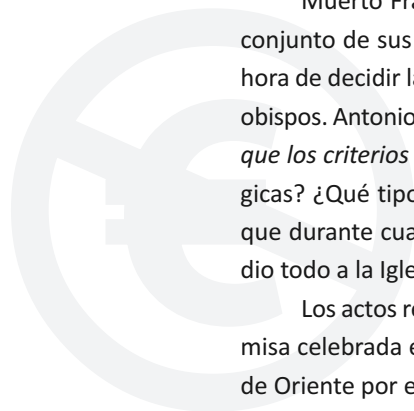 Muerto Fra
conjunto de sus
hora de decidir l
obispos. Antonio
que los criterios
gicas? ¿Qué tipo
que durante cua
dio todo a la Igle
Los actos r
misa celebrada e
de Oriente por e